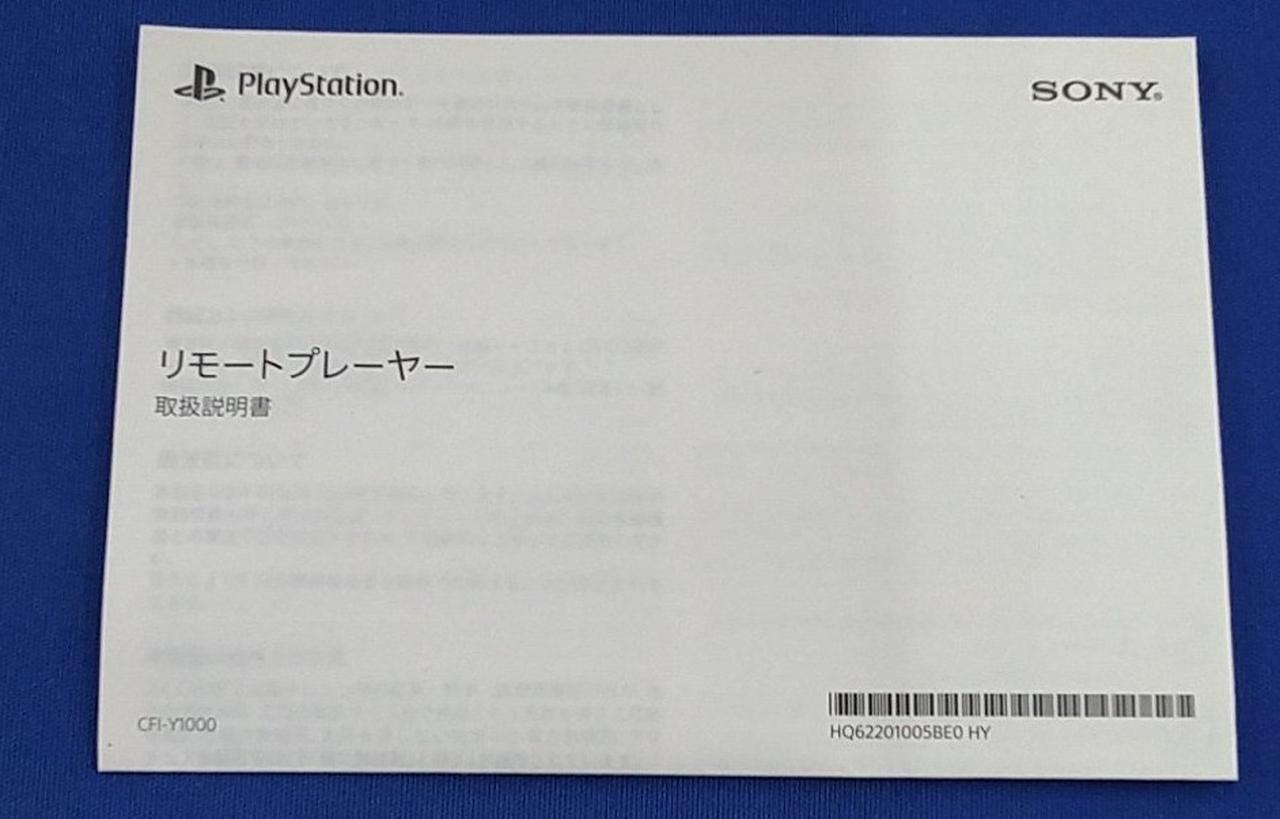 PlayStation.
SONY®
リモートプレーヤー
取扱説明書
CFI-Y1000
HQ62201005BE0 HY